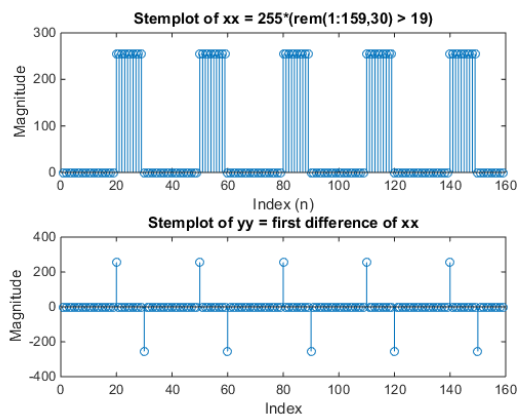 Stemplot of xx = 255*(rem(1:159,30) > 19)
300
200
100
0
Magnitude
0 20 40 60 80 100 120 140 160
Index (n)
Stemplot of yy = first difference of xx
400
200
0
-200
-400
Magnitude
0 20 40 60 80 100 120 140 160
Index